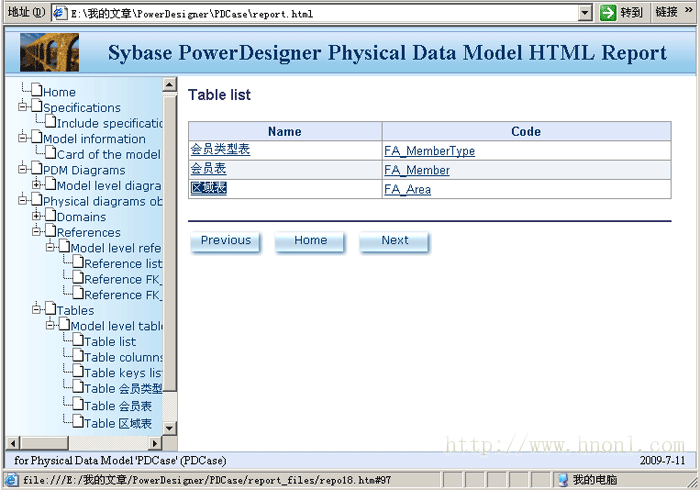 地址(D) E:\我的文章\PowerDesigner\PDCase\report.html 转到 链接 »
Sybase PowerDesigner Physical Data Model HTML Report
Home
Specifications
Include specificatio
Model information
Card of the model
PDM Diagrams
Model level diagra
Physical diagrams ob
Domains
References
Model level refe
Reference list
Reference FK_
Reference FK_
Tables
Model level table
Table list
Table columns
Table keys list
Table 会员类型
Table 会员表
Table 区域表
Table list
Name Code
会员类型表 FA_MemberType
会员表 FA_Member
区域表 FA_Area
Previous Home Next
http://www.hnonl.com
for Physical Data Model 'PDCase' (PDCase) 2009-7-11
file:///E:/我的文章/PowerDesigner/PDCase/report_files/repo18.htm#97 我的电脑